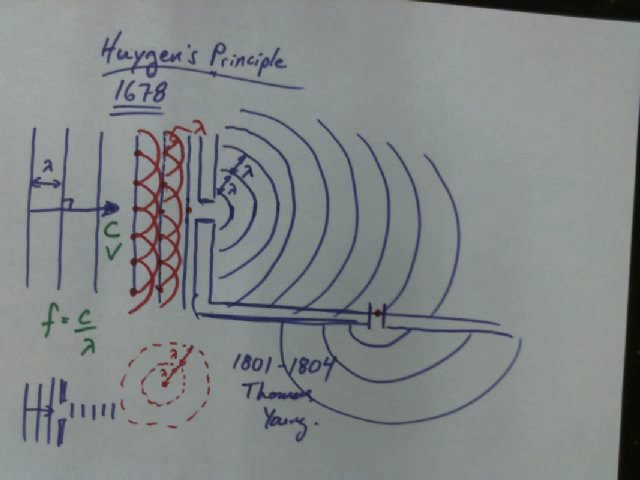 Huygen's Principle
1678
λ
λ
λ
λ
C
V
f = c/λ
λ
λ
1801-1804
Thomas
Young.